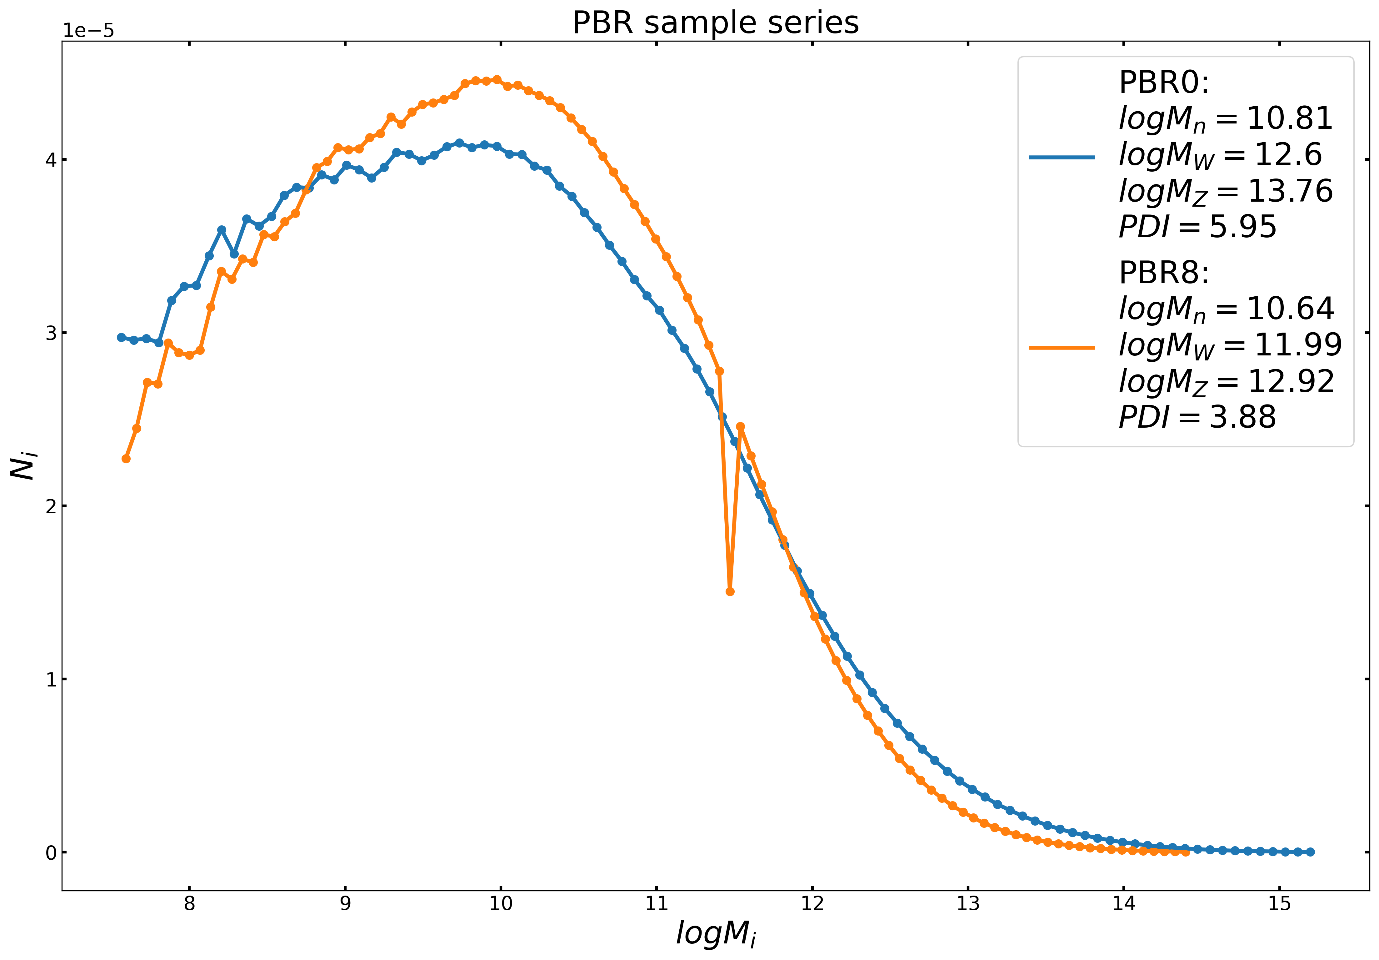 PBR sample series
1e−5
4
3
2
1
0
N_i
8 9 10 11 12 13 14 15
logM_i
PBR0:
logM_n = 10.81
logM_W = 12.6
logM_Z = 13.76
PDI = 5.95
PBR8:
logM_n = 10.64
logM_W = 11.99
logM_Z = 12.92
PDI = 3.88